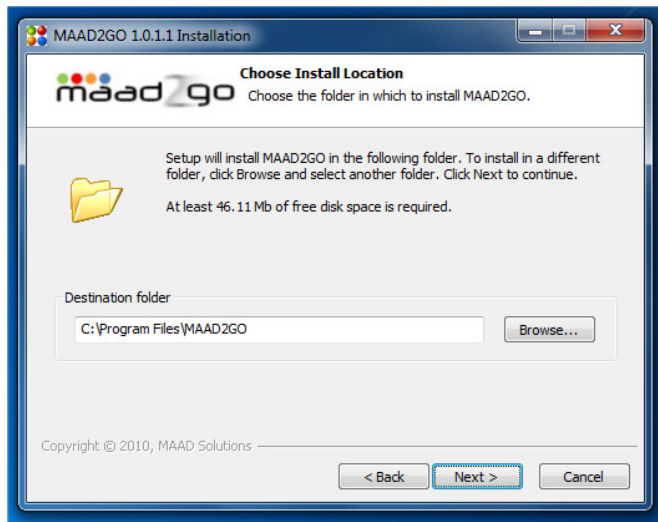 MAAD2GO 1.0.1.1 Installation
maad2go
Choose Install Location
Choose the folder in which to install MAAD2GO.
Setup will install MAAD2GO in the following folder. To install in a different
folder, click Browse and select another folder. Click Next to continue.
At least 46.11 Mb of free disk space is required.
Destination folder
C:\Program Files\MAAD2GO
Browse...
Copyright © 2010, MAAD Solutions
< Back
Next >
Cancel